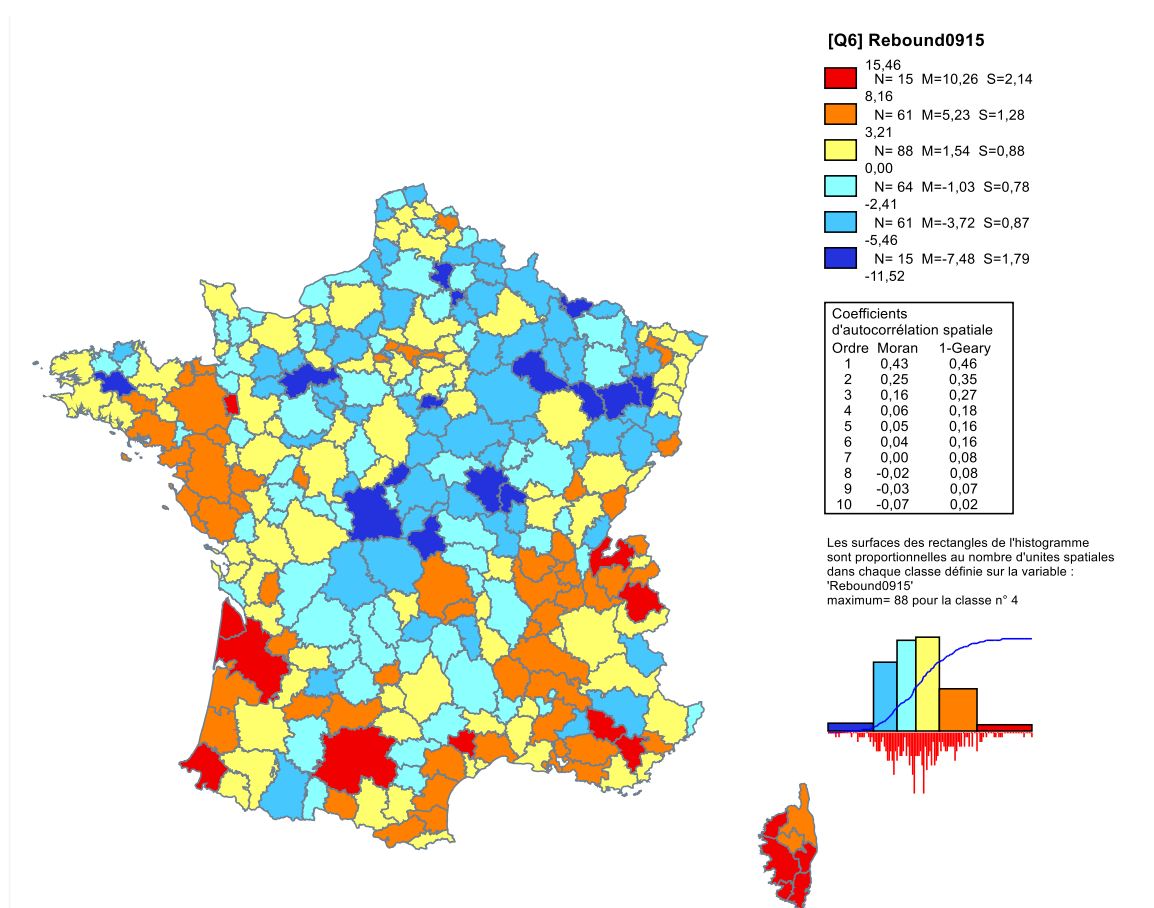 [Q6] Rebound0915
15,46
N= 15 M=10,26 S=2,14
8,16
N= 61 M=5,23 S=1,28
3,21
N= 88 M=1,54 S=0,88
0,00
N= 64 M=-1,03 S=0,78
-2,41
N= 61 M=-3,72 S=0,87
-5,46
N= 15 M=-7,48 S=1,79
-11,52
Coefficients
d'autocorrélation spatiale
Ordre Moran 1-Geary
1 0,43 0,46
2 0,25 0,35
3 0,16 0,27
4 0,06 0,18
5 0,05 0,16
6 0,04 0,16
7 0,00 0,08
8 -0,02 0,08
9 -0,03 0,07
10 -0,07 0,02
Les surfaces des rectangles de l'histogramme
sont proportionnelles au nombre d'unites spatiales
dans chaque classe définie sur la variable :
'Rebound0915'
maximum= 88 pour la classe n° 4